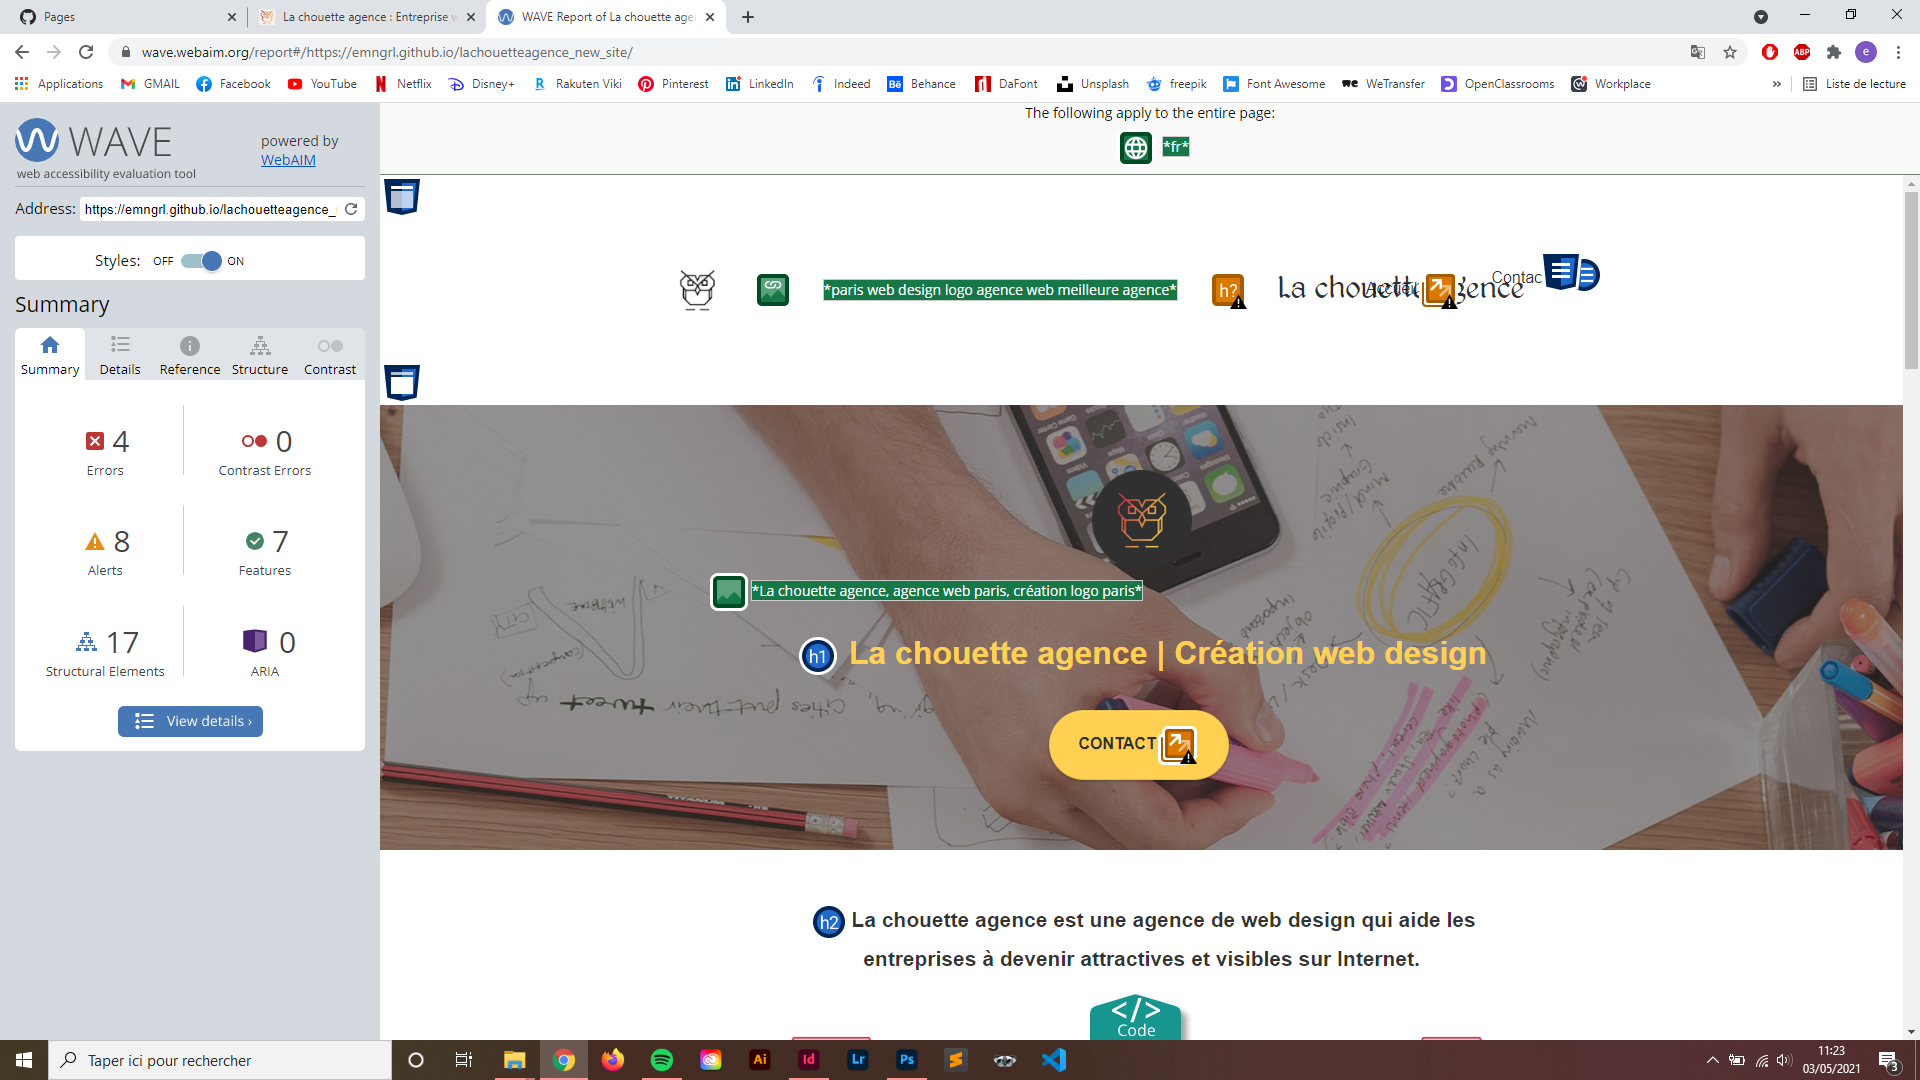 Pages
La chouette agence : Entreprise w
WAVE Report of La chouette age
wave.webaim.org/report#/https://emngrl.github.io/lachouetteagence_new_site/
Applications
GMAIL
Facebook
YouTube
Netflix
Disney+
Rakuten Viki
Pinterest
LinkedIn
Indeed
Behance
DaFont
Unsplash
freepik
Font Awesome
WeTransfer
OpenClassrooms
Workplace
»
Liste de lecture
WAVE
web accessibility evaluation tool
powered by
WebAIM
Address: https://emngrl.github.io/lachouetteagence_
Styles: OFF ON
Summary
Summary
Details
Reference
Structure
Contrast
4
Errors
0
Contrast Errors
8
Alerts
7
Features
17
Structural Elements
0
ARIA
View details ›
The following apply to the entire page:
*fr*
*paris web design logo agence web meilleure agence*
h?
La chouette agence
Accueil
Contac
*La chouette agence, agence web paris, création logo paris*
h1 La chouette agence | Création web design
CONTACT
h2 La chouette agence est une agence de web design qui aide les
entreprises à devenir attractives et visibles sur Internet.
</>
Code
Taper ici pour rechercher
Ai
Id
Lr
Ps
11:23
03/05/2021
3